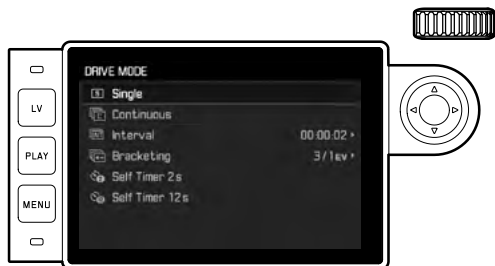 DRIVE MODE
S Single
Continuous
Interval 00:00:02
Bracketing 3/1EV
Self Timer 2s
Self Timer 12s
LV
PLAY
MENU